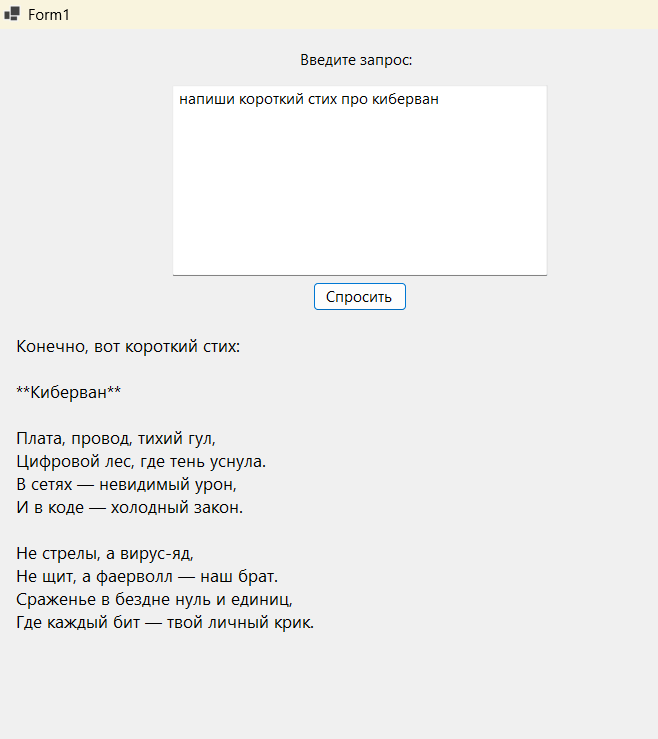 Form1
Введите запрос:
напиши короткий стих про киберван
Спросить
Конечно, вот короткий стих:
**Киберван**
Плата, провод, тихий гул,
Цифровой лес, где тень уснула.
В сетях — невидимый урон,
И в коде — холодный закон.
Не стрелы, а вирус-яд,
Не щит, а фаерволл — наш брат.
Сраженье в бездне нуль и единиц,
Где каждый бит — твой личный крик.